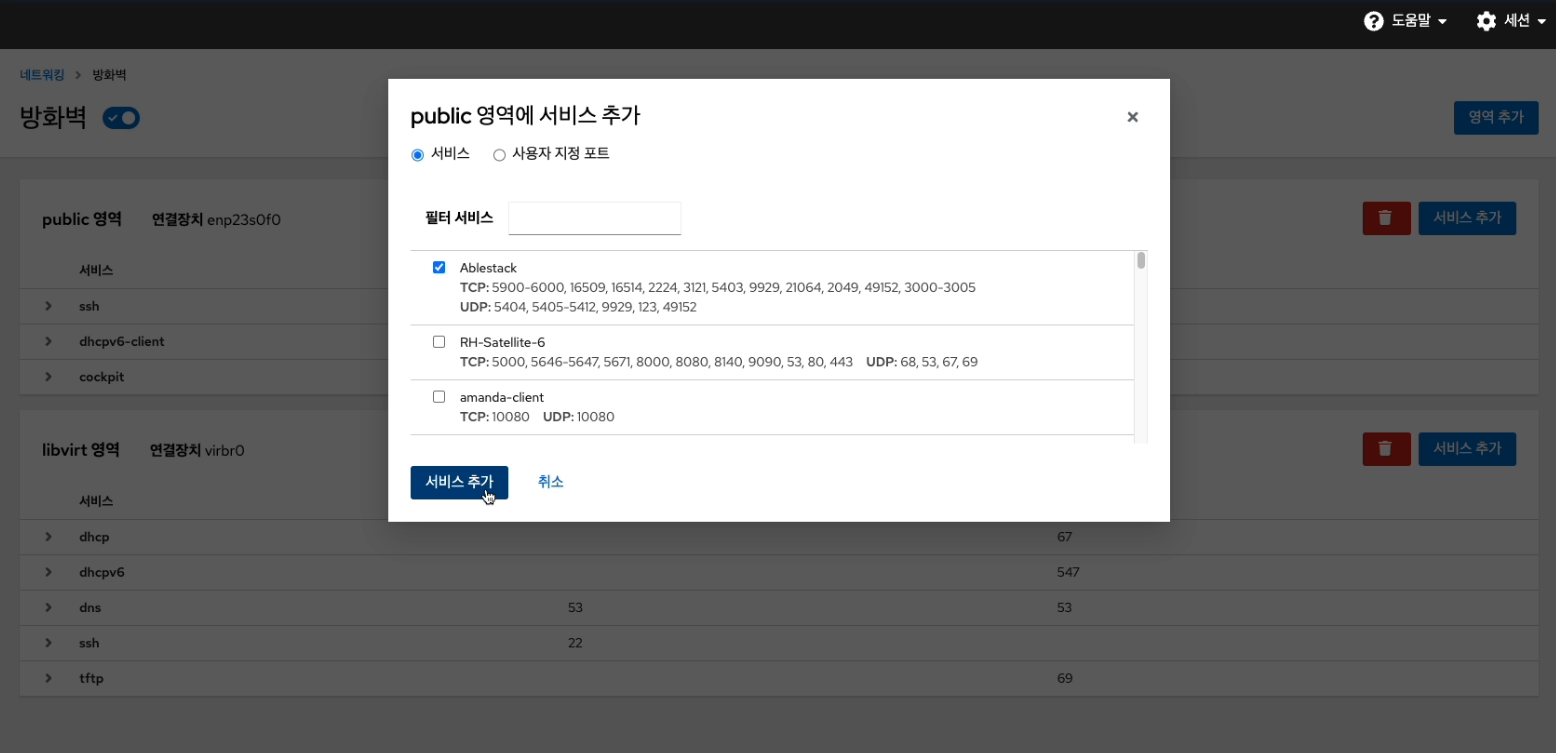 도움말
세션
네트워킹 > 방화벽
방화벽
영역 추가
public 영역에 서비스 추가
서비스 사용자 지정 포트
필터 서비스
Ablestack
TCP: 5900-6000, 16509, 16514, 2224, 3121, 5403, 9929, 21064, 2049, 49152, 3000-3005
UDP: 5404, 5405-5412, 9929, 123, 49152
RH-Satellite-6
TCP: 5000, 5646-5647, 5671, 8000, 8080, 8140, 9090, 53, 80, 443 UDP: 68, 53, 67, 69
amanda-client
TCP: 10080 UDP: 10080
서비스 추가 취소
public 영역 연결장치 enp23s0f0
서비스 추가
서비스
ssh
dhcpv6-client
cockpit
libvirt 영역 연결장치 virbr0
서비스 추가
서비스
dhcp 67
dhcpv6 547
dns 53 53
ssh 22
tftp 69